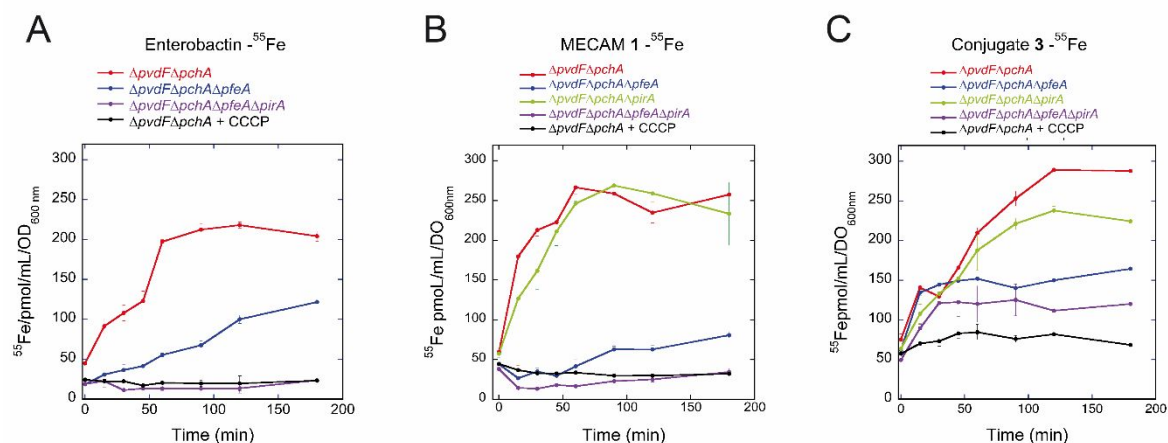 A
Enterobactin -⁵⁵Fe
ΔpvdFΔpchA
ΔpvdFΔpchAΔpfeA
ΔpvdFΔpchAΔpfeAΔpirA
ΔpvdFΔpchA + CCCP
⁵⁵Fe/pmol/mL/OD600 nm
300
250
200
150
100
50
0
0 50 100 150 200
Time (min)
B
MECAM 1 -⁵⁵Fe
ΔpvdFΔpchA
ΔpvdFΔpchAΔpfeA
ΔpvdFΔpchAΔpirA
ΔpvdFΔpchAΔpfeAΔpirA
ΔpvdFΔpchA + CCCP
⁵⁵Fe pmol/mL/DO600nm
300
250
200
150
100
50
0
0 50 100 150 200
Time (min)
C
Conjugate 3 -⁵⁵Fe
ΔpvdFΔpchA
ΔpvdFΔpchAΔpfeA
ΔpvdFΔpchAΔpirA
ΔpvdFΔpchAΔpfeAΔpirA
ΔpvdFΔpchA + CCCP
⁵⁵Fepmol/mL/DO600nm
300
250
200
150
100
50
0
0 50 100 150 200
Time (min)